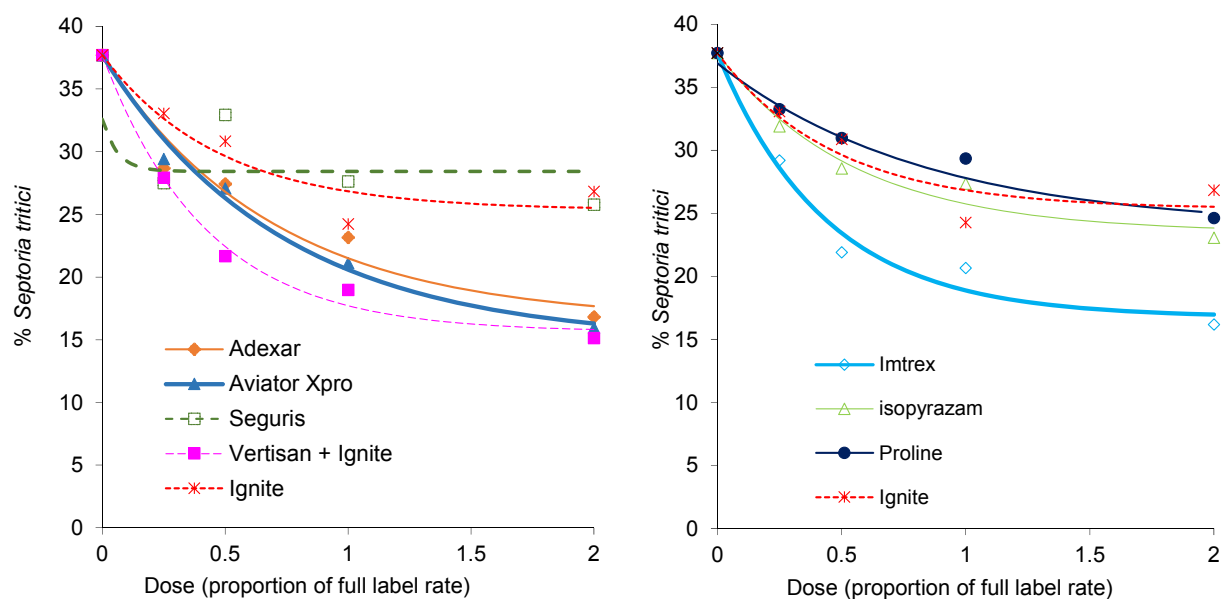 % Septoria tritici
40
35
30
25
20
15
10
5
0
Adexar
Aviator Xpro
Seguris
Vertisan + Ignite
Ignite
0
0.5
1
1.5
2
Dose (proportion of full label rate)
% Septoria tritici
40
35
30
25
20
15
10
5
0
Imtrex
isopyrazam
Proline
Ignite
0
0.5
1
1.5
2
Dose (proportion of full label rate)